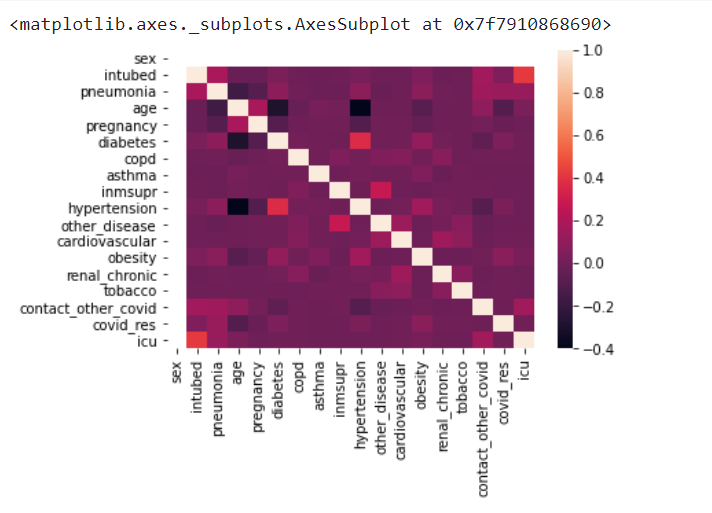 <matplotlib.axes._subplots.AxesSubplot at 0x7f7910868690>
sex
intubed
pneumonia
age
pregnancy
diabetes
copd
asthma
inmsupr
hypertension
other_disease
cardiovascular
obesity
renal_chronic
tobacco
contact_other_covid
covid_res
icu
sex
intubed
pneumonia
age
pregnancy
diabetes
copd
asthma
inmsupr
hypertension
other_disease
cardiovascular
obesity
renal_chronic
tobacco
contact_other_covid
covid_res
icu
1.0
0.8
0.6
0.4
0.2
0.0
−0.2
−0.4